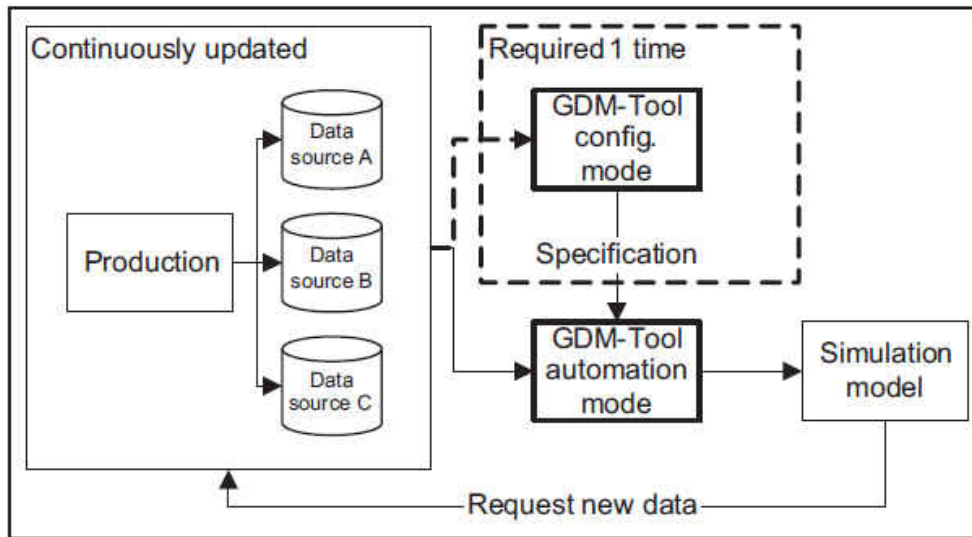 Continuously updated
Required 1 time
Data
source A
GDM-Tool
config.
mode
Production
Data
source B
Specification
Data
source C
GDM-Tool
automation
mode
Simulation
model
Request new data